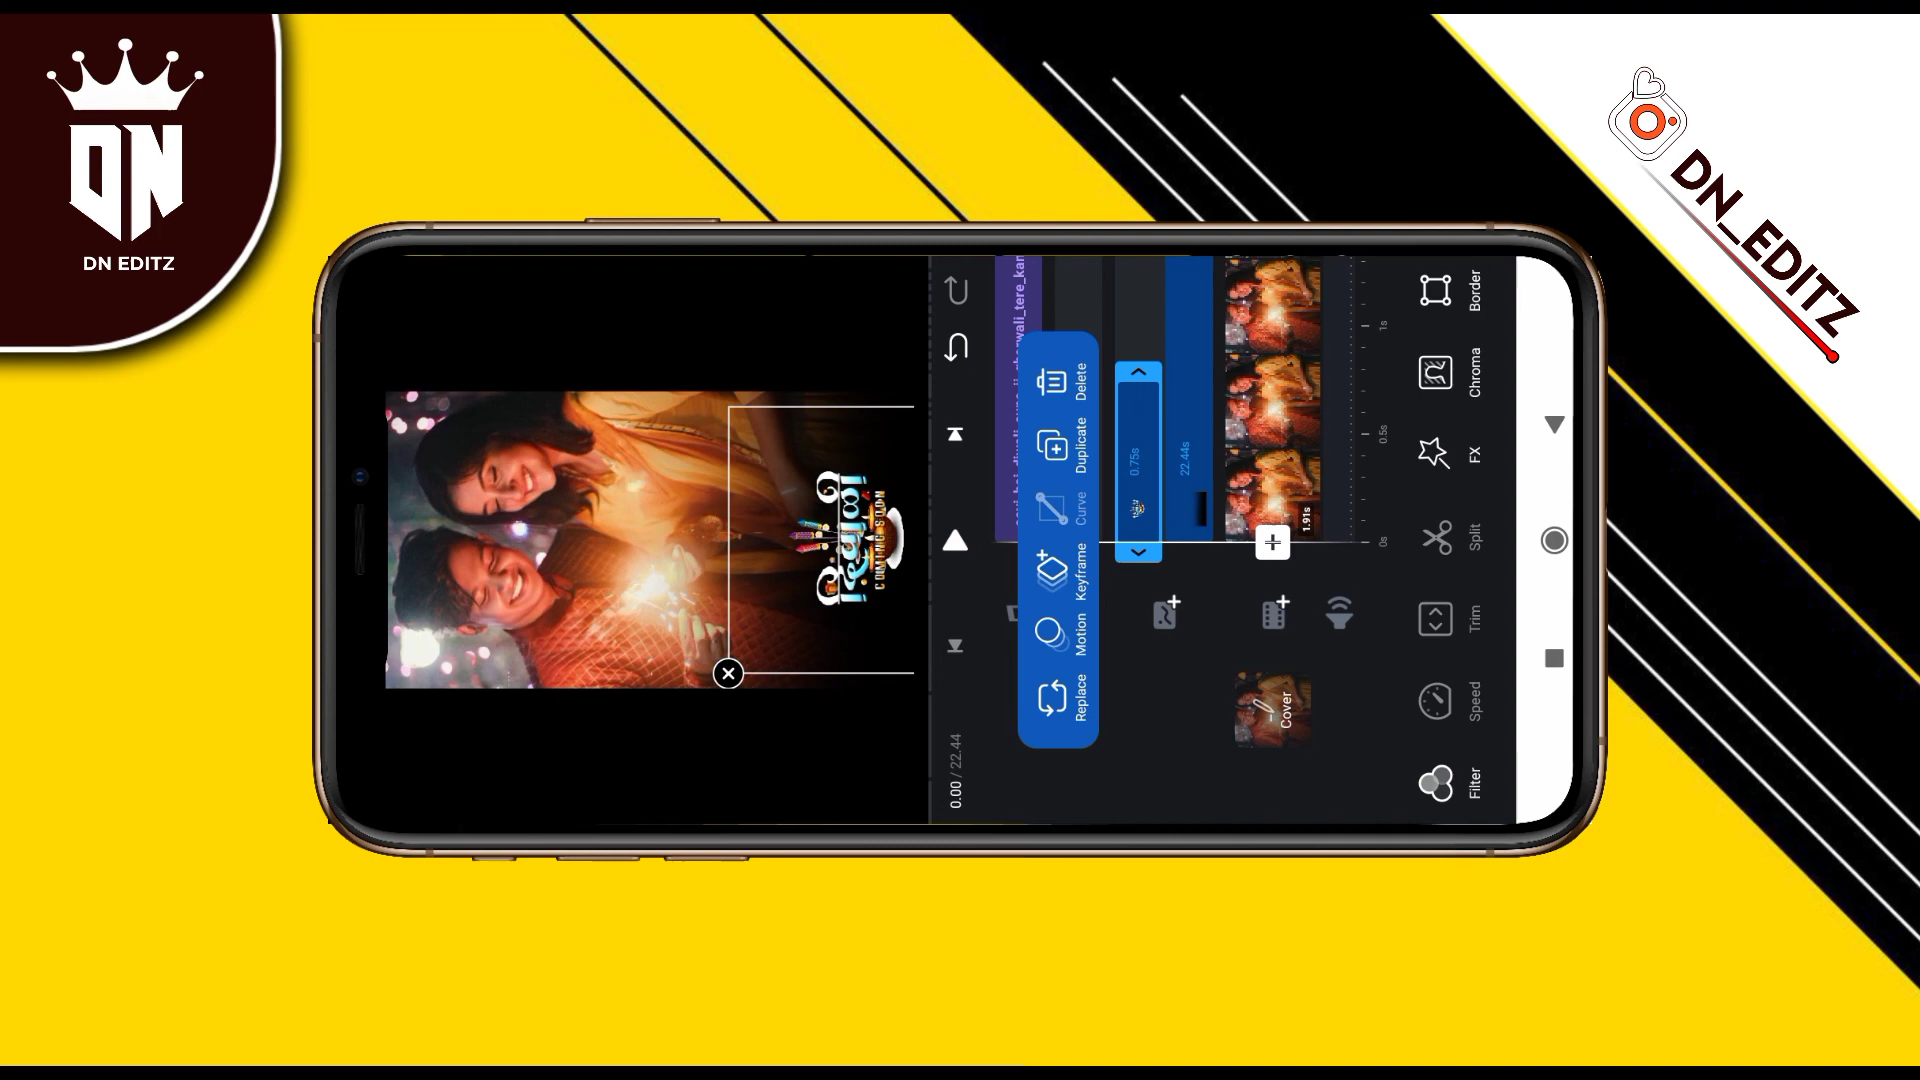 DN EDITZ
DN
DN_EDITZ
दिवाली
COMING SOON
0.00 / 22.44
Replace
Motion
Keyframe
Curve
Duplicate
Delete
0.75s
22.44s
1.91s
Cover
0s
0.5s
1s
Filter
Speed
Trim
Split
FX
Chroma
Border